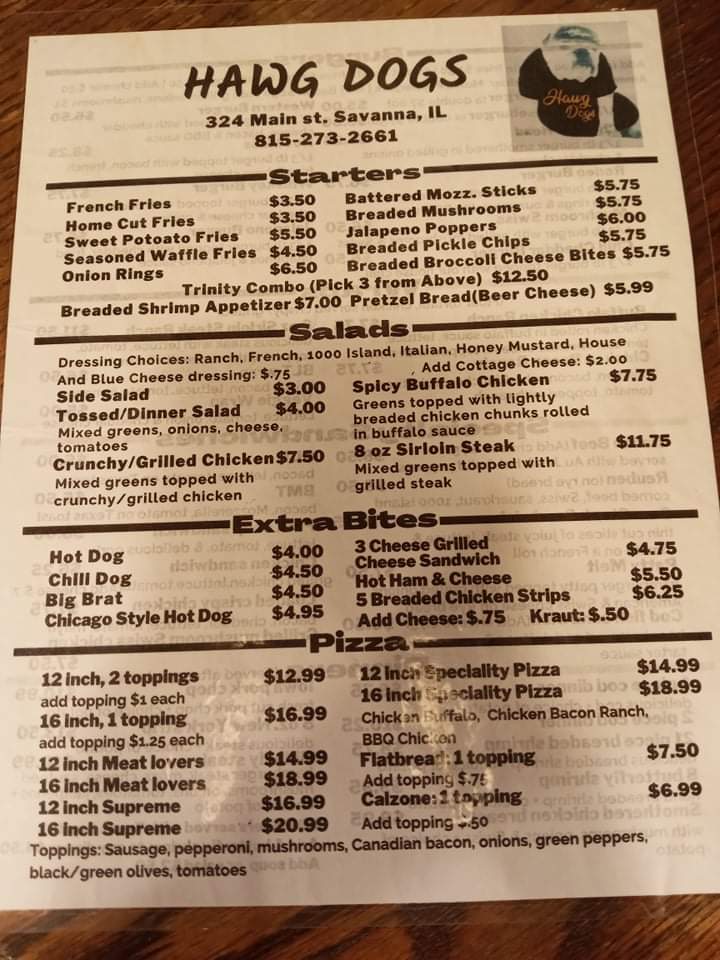 HAWG DOGS
Hawg
Dogs
324 Main st. Savanna, IL
815-273-2661
Starters
French Fries $3.50
Home Cut Fries $3.50
Sweet Potoato Fries $5.50
Seasoned Waffle Fries $4.50
Onion Rings $6.50
Battered Mozz. Sticks $5.75
Breaded Mushrooms $5.75
Jalapeno Poppers $6.00
Breaded Pickle Chips $5.75
Breaded Broccoli Cheese Bites $5.75
Trinity Combo (Pick 3 from Above) $12.50
Breaded Shrimp Appetizer $7.00 Pretzel Bread(Beer Cheese) $5.99
Salads
Dressing Choices: Ranch, French, 1000 Island, Italian, Honey Mustard, House
And Blue Cheese dressing: $.75 Add Cottage Cheese: $2.00
Side Salad $3.00
Tossed/Dinner Salad $4.00
Mixed greens, onions, cheese,
tomatoes
Crunchy/Grilled Chicken $7.50
Mixed greens topped with
crunchy/grilled chicken
Spicy Buffalo Chicken $7.75
Greens topped with lightly
breaded chicken chunks rolled
in buffalo sauce
8 oz Sirloin Steak $11.75
Mixed greens topped with
grilled steak
Extra Bites
Hot Dog $4.00
Chili Dog $4.50
Big Brat $4.50
Chicago Style Hot Dog $4.95
3 Cheese Grilled
Cheese Sandwich $4.75
Hot Ham & Cheese $5.50
5 Breaded Chicken Strips $6.25
Add Cheese: $.75 Kraut: $.50
Pizza
12 inch, 2 toppings $12.99
add topping $1 each
16 inch, 1 topping $16.99
add topping $1.25 each
12 inch Meat lovers $14.99
16 inch Meat lovers $18.99
12 inch Supreme $16.99
16 inch Supreme $20.99
12 inch Speciality Pizza $14.99
16 inch Speciality Pizza $18.99
Chicken Buffalo, Chicken Bacon Ranch,
BBQ Chicken
Flatbread: 1 topping $7.50
Add topping $.75
Calzone: 1 topping $6.99
Add topping $.50
Toppings: Sausage, pepperoni, mushrooms, Canadian bacon, onions, green peppers,
black/green olives, tomatoes